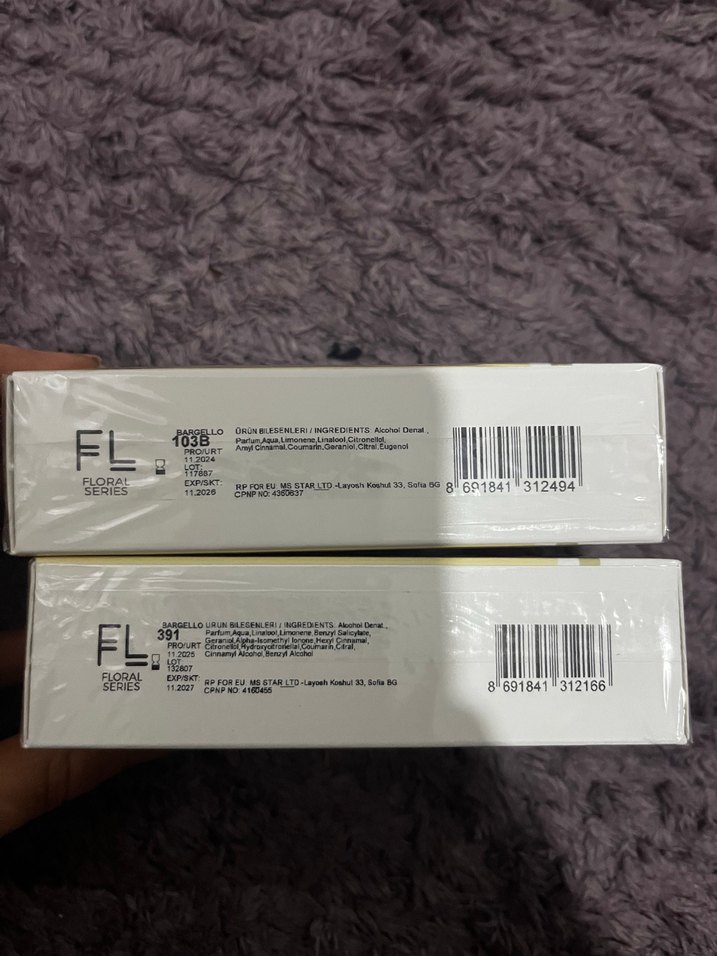 FL
FLORAL
SERIES
BARGELLO
103B
PRO/URT
11.2024
LOT:
117887
EXP/SKT:
11.2026
ÜRÜN BILESENLERI / INGREDIENTS: Alcohol Denat.,
Parfum,Aqua,Limonene,Linalool,Citronellol,
Amyl Cinnamal,Coumarin,Geraniol,Citral,Eugenol
RP FOR EU: MS STAR LTD.-Layosh Koshut 33, Sofia BG
CPNP NO: 4360637
8 691841 312494
FL
FLORAL
SERIES
BARGELLO
391
PRO/URT
11.2025
LOT
132807
EXP/SKT:
11.2027
URUN BILESENLERI / INGREDIENTS: Alcohol Denat.,
Parfum,Aqua,Linalool,Limonene,Benzyl Salicylate,
Geraniol,Alpha-Isomethyl Ionone,Hexyl Cinnamal,
Citronellol,Hydroxycitronellal,Coumarin,Citral,
Cinnamyl Alcohol,Benzyl Alcohol
RP FOR EU: MS STAR LTD.-Layosh Koshut 33, Sofia BG
CPNP NO: 4160455
8 691841 312166